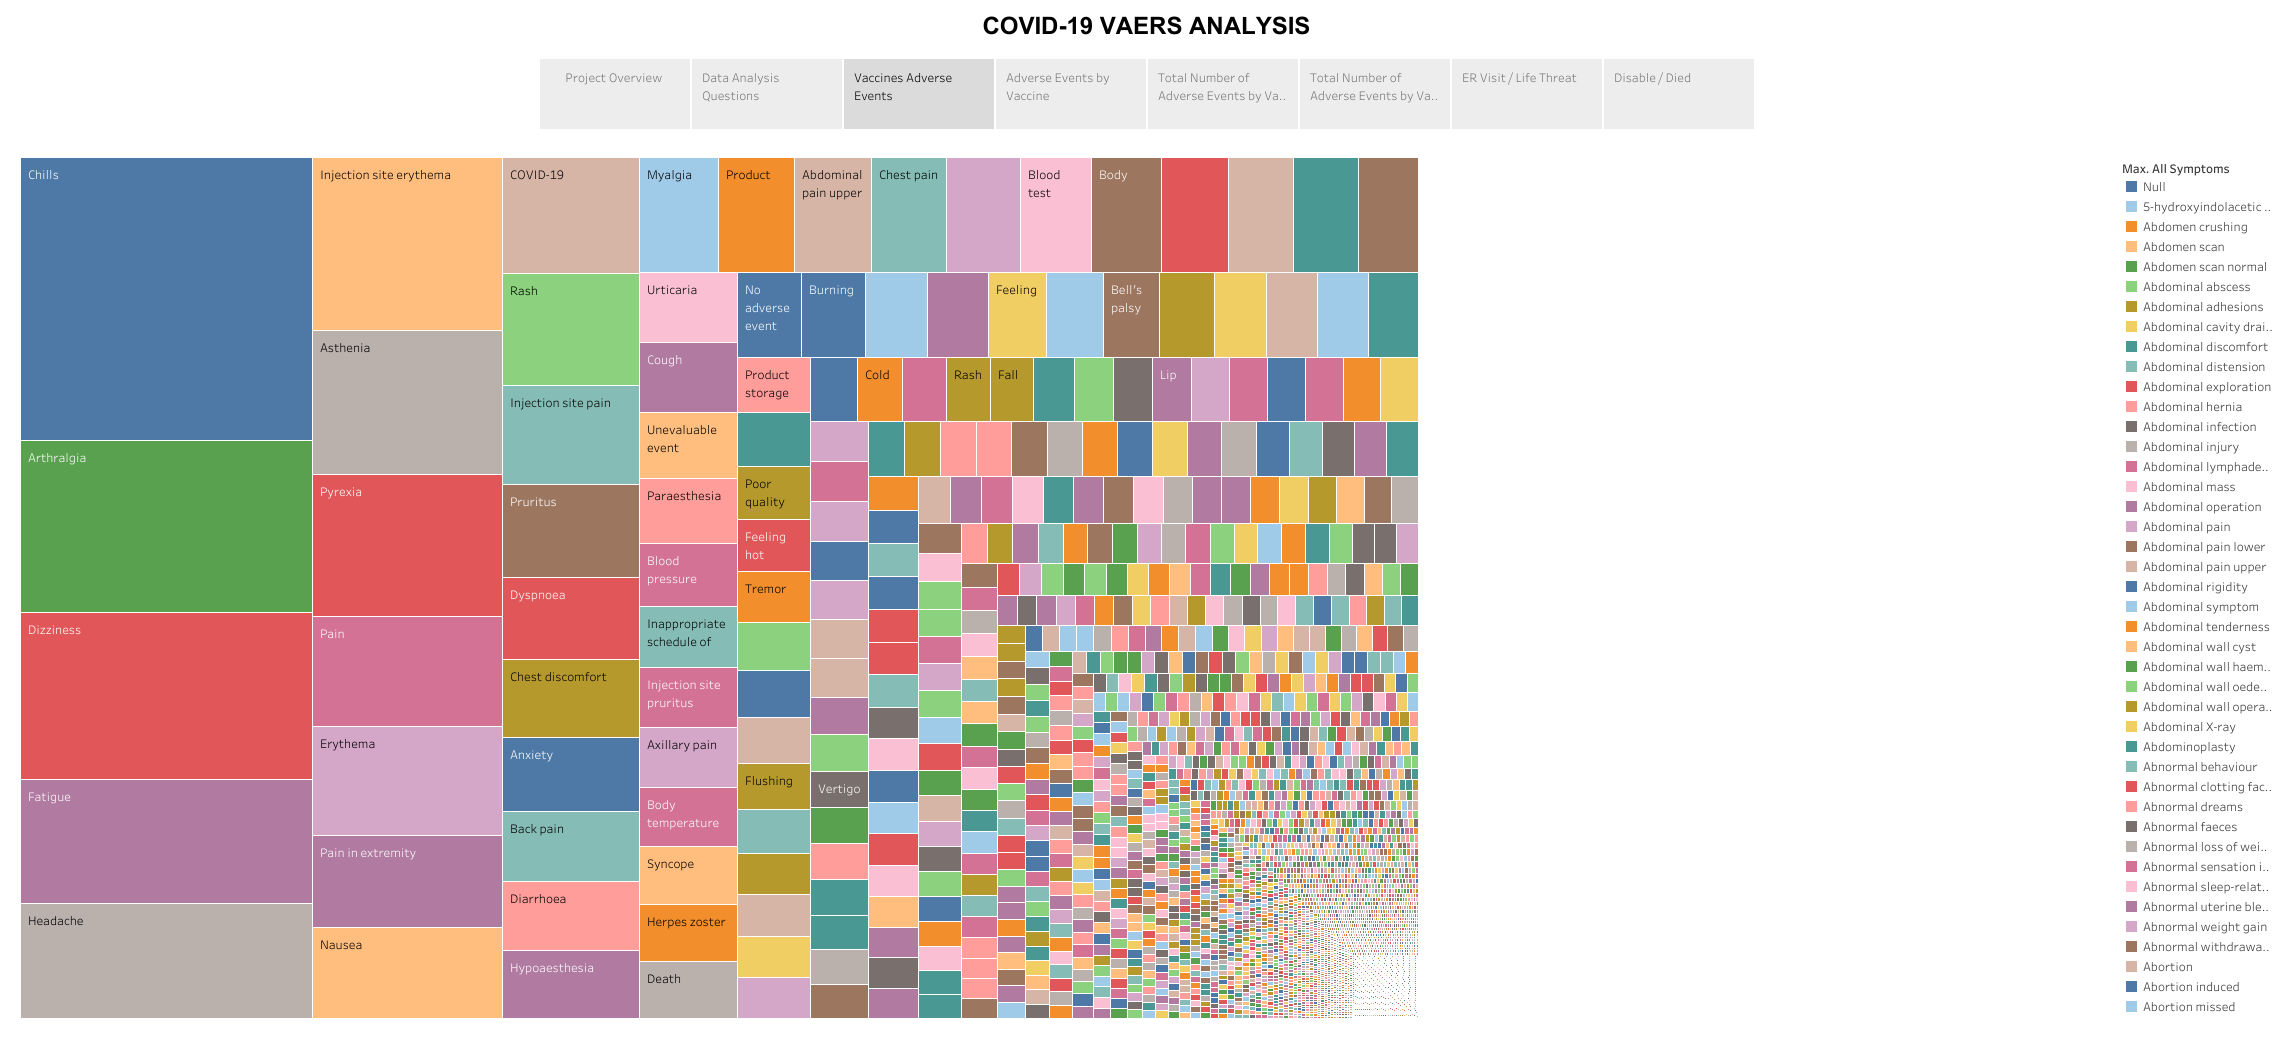 COVID-19 VAERS ANALYSIS
Project Overview
Data Analysis
Questions
Vaccines Adverse
Events
Adverse Events by
Vaccine
Total Number of
Adverse Events by Va..
Total Number of
Adverse Events by Va..
ER Visit / Life Threat
Disable / Died
Chills
Arthralgia
Dizziness
Fatigue
Headache
Injection site erythema
Asthenia
Pyrexia
Pain
Erythema
Pain in extremity
Nausea
COVID-19
Rash
Injection site pain
Pruritus
Dyspnoea
Chest discomfort
Anxiety
Back pain
Diarrhoea
Hypoaesthesia
Myalgia
Product
Abdominal
pain upper
Chest pain
Blood
test
Body
Urticaria
Cough
Unevaluable
event
Paraesthesia
Blood
pressure
Inappropriate
schedule of
Injection site
pruritus
Axillary pain
Body
temperature
Syncope
Herpes zoster
Death
No
adverse
event
Burning
Feeling
Bell's
palsy
Product
storage
Poor
quality
Feeling
hot
Tremor
Flushing
Cold
Rash
Fall
Lip
Vertigo
Max. All Symptoms
Null
5-hydroxyindolacetic ..
Abdomen crushing
Abdomen scan
Abdomen scan normal
Abdominal abscess
Abdominal adhesions
Abdominal cavity drai..
Abdominal discomfort
Abdominal distension
Abdominal exploration
Abdominal hernia
Abdominal infection
Abdominal injury
Abdominal lymphade..
Abdominal mass
Abdominal operation
Abdominal pain
Abdominal pain lower
Abdominal pain upper
Abdominal rigidity
Abdominal symptom
Abdominal tenderness
Abdominal wall cyst
Abdominal wall haem..
Abdominal wall oede..
Abdominal wall opera..
Abdominal X-ray
Abdominoplasty
Abnormal behaviour
Abnormal clotting fac..
Abnormal dreams
Abnormal faeces
Abnormal loss of wei..
Abnormal sensation i..
Abnormal sleep-relat..
Abnormal uterine ble..
Abnormal weight gain
Abnormal withdrawa..
Abortion
Abortion induced
Abortion missed